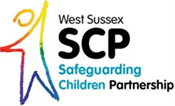 West Sussex
SCP
Safeguarding
Children Partnership